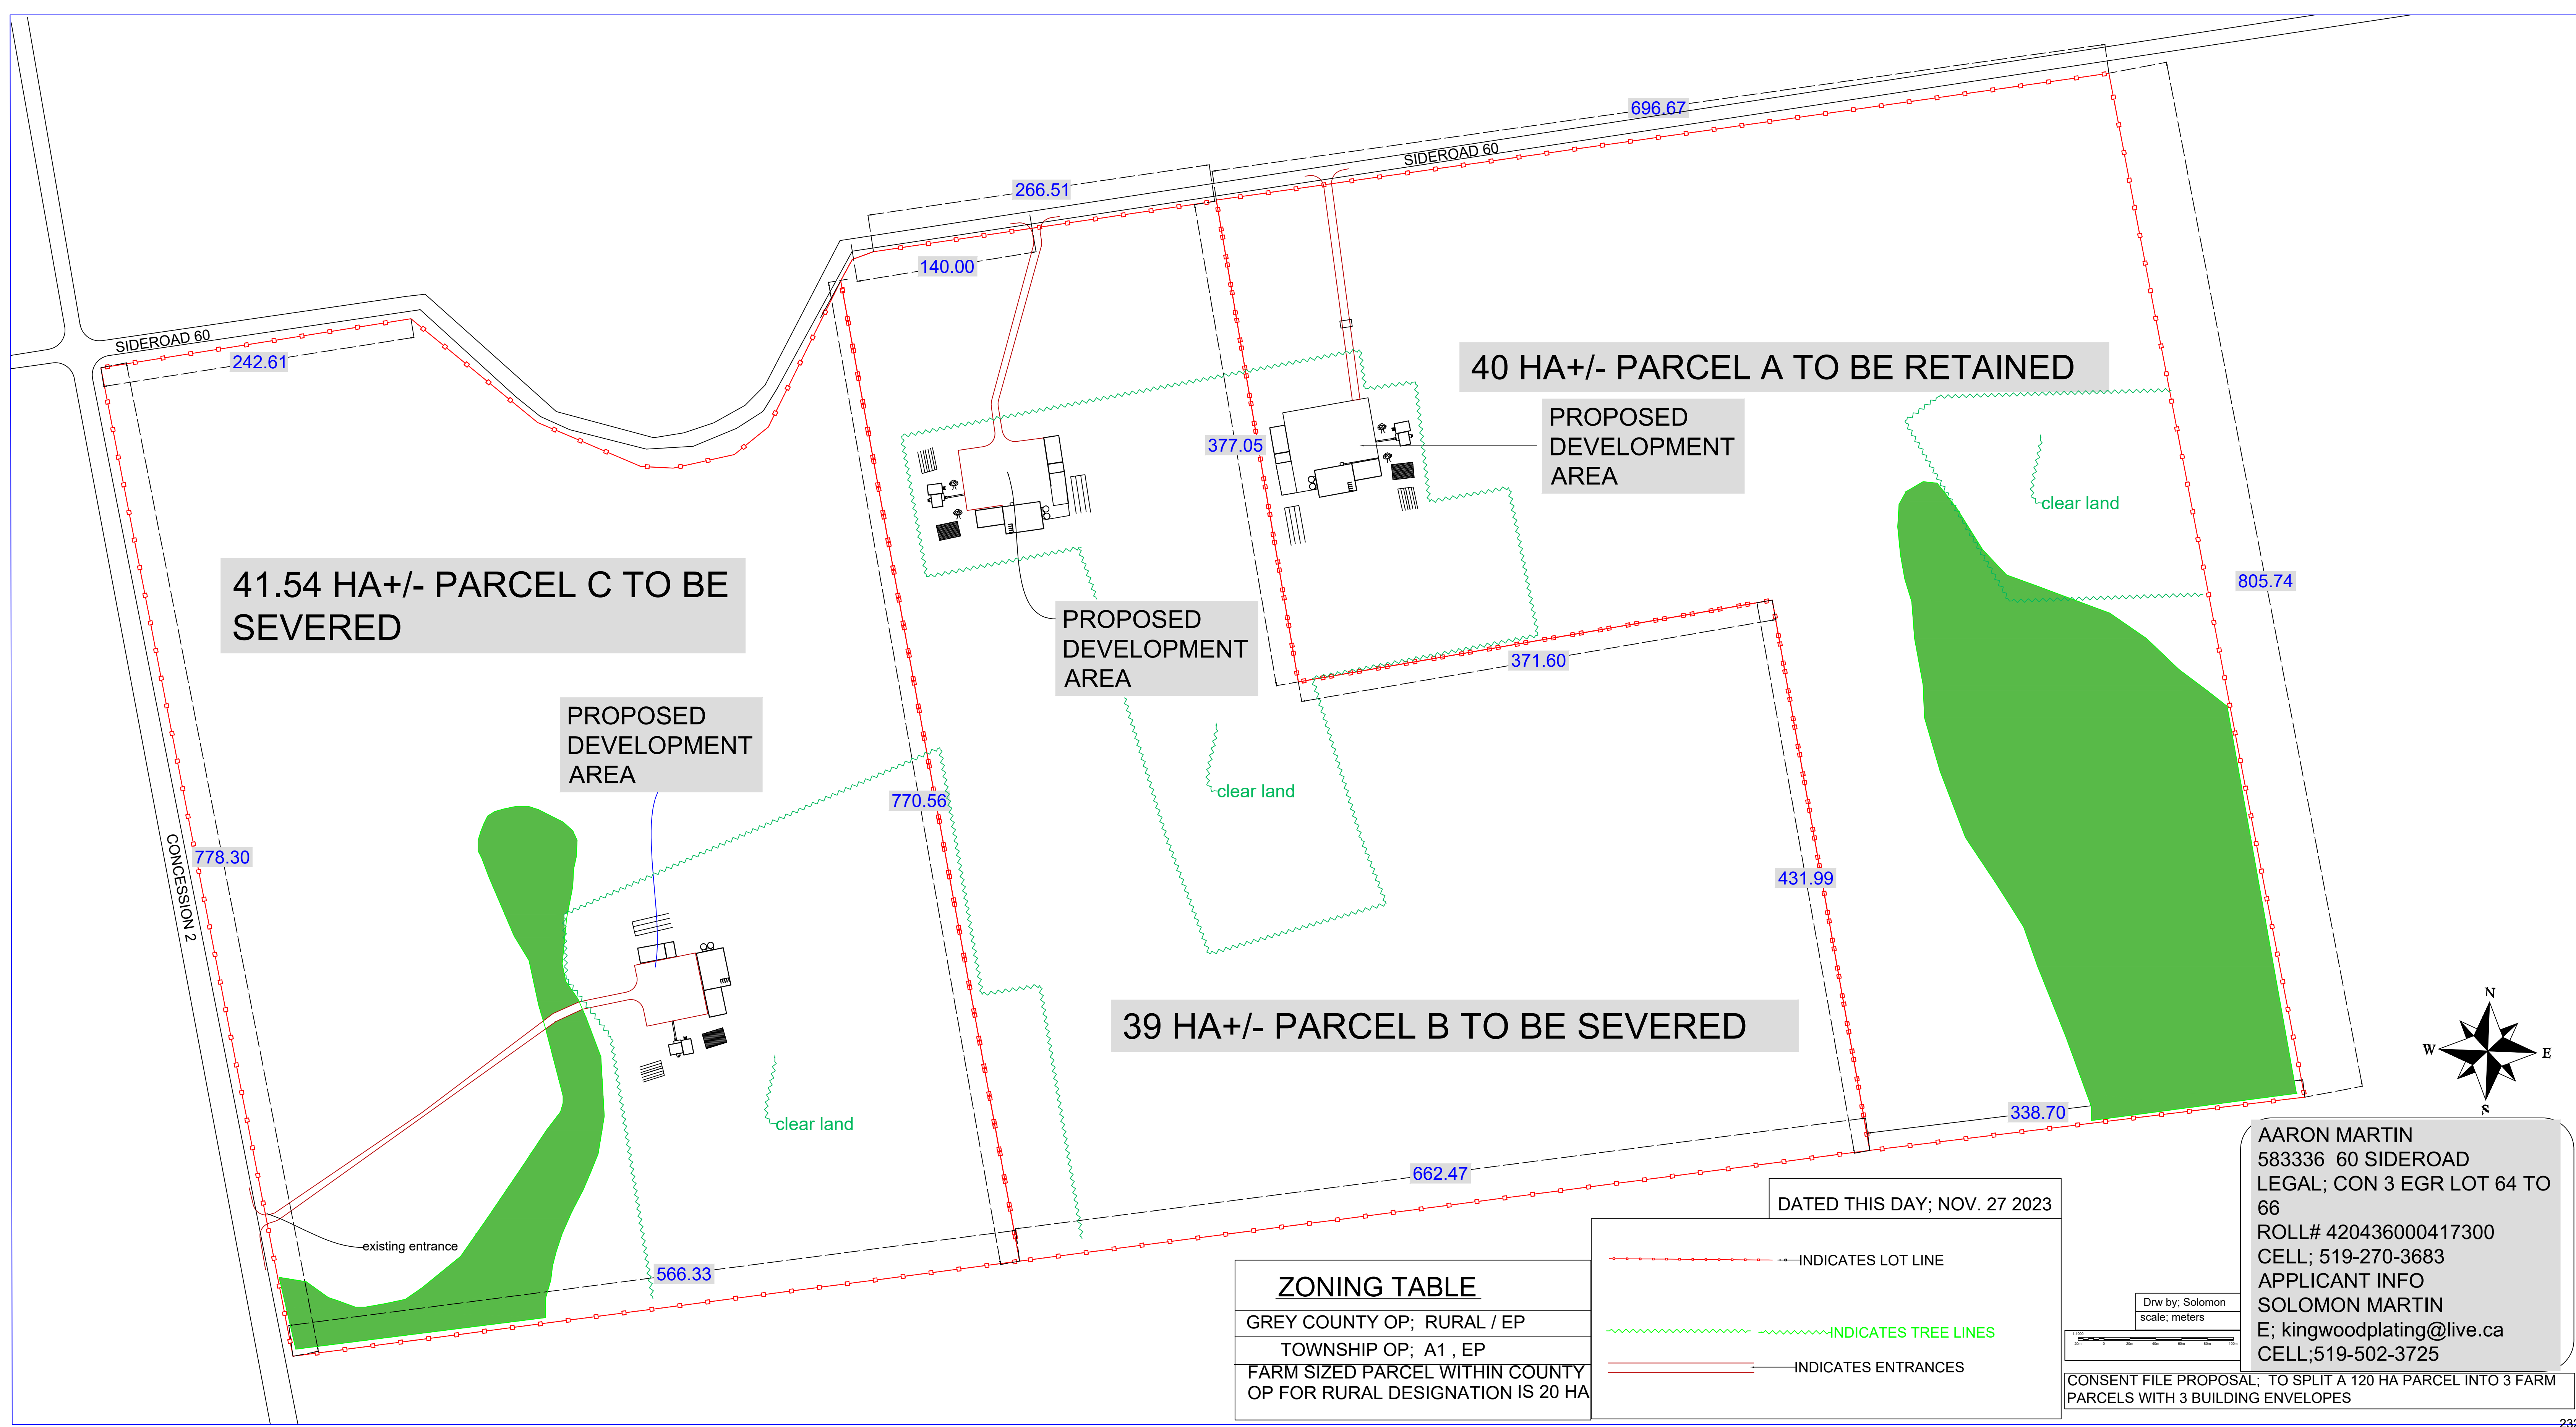 696.67
SIDEROAD 60
266.51
140.00
SIDEROAD 60
242.61
40 HA+/- PARCEL A TO BE RETAINED
PROPOSED
DEVELOPMENT
AREA
377.05
clear land
41.54 HA+/- PARCEL C TO BE
SEVERED
805.74
PROPOSED
DEVELOPMENT
AREA
371.60
PROPOSED
DEVELOPMENT
AREA
770.56
clear land
CONCESSION 2
778.30
431.99
39 HA+/- PARCEL B TO BE SEVERED
N
W
E
S
clear land
338.70
662.47
existing entrance
566.33
DATED THIS DAY; NOV. 27 2023
INDICATES LOT LINE
INDICATES TREE LINES
INDICATES ENTRANCES
ZONING TABLE
GREY COUNTY OP; RURAL / EP
TOWNSHIP OP; A1 , EP
FARM SIZED PARCEL WITHIN COUNTY
OP FOR RURAL DESIGNATION IS 20 HA
AARON MARTIN
583336 60 SIDEROAD
LEGAL; CON 3 EGR LOT 64 TO
66
ROLL# 420436000417300
CELL; 519-270-3683
APPLICANT INFO
SOLOMON MARTIN
E; kingwoodplating@live.ca
CELL;519-502-3725
Drw by; Solomon
scale; meters
CONSENT FILE PROPOSAL; TO SPLIT A 120 HA PARCEL INTO 3 FARM
PARCELS WITH 3 BUILDING ENVELOPES